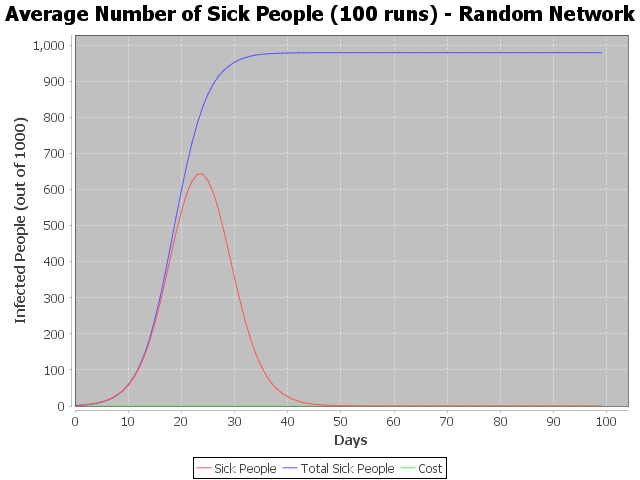 Average Number of Sick People (100 runs) - Random Network
1,000
900
800
700
600
500
400
300
200
100
0
Infected People (out of 1000)
0 10 20 30 40 50 60 70 80 90 100
Days
Sick People Total Sick People Cost